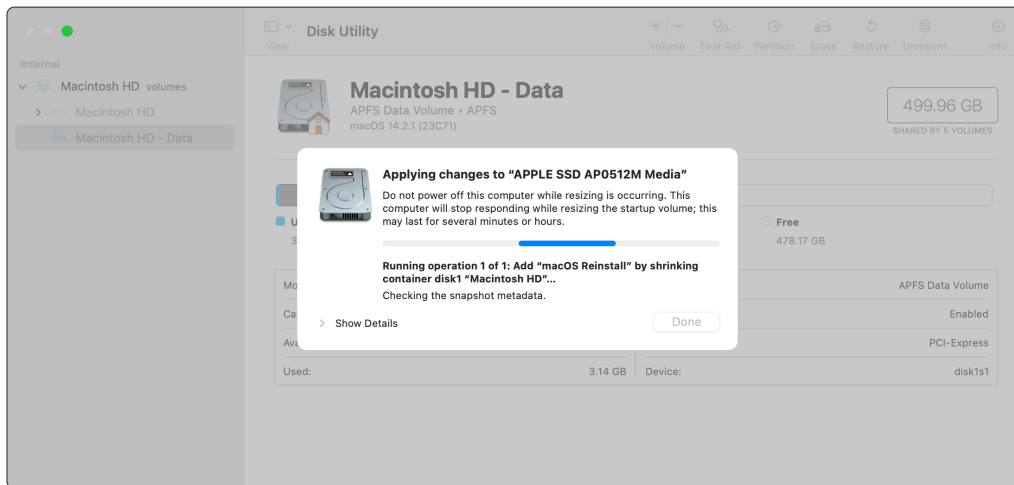 Disk Utility
View
Volume
First Aid
Partition
Erase
Restore
Unmount
Info
Internal
Macintosh HD volumes
Macintosh HD
Macintosh HD - Data
Macintosh HD - Data
APFS Data Volume • APFS
macOS 14.2.1 (23C71)
499.96 GB
SHARED BY 5 VOLUMES
Applying changes to “APPLE SSD AP0512M Media”
Do not power off this computer while resizing is occurring. This
computer will stop responding while resizing the startup volume; this
may last for several minutes or hours.
Running operation 1 of 1: Add “macOS Reinstall” by shrinking
container disk1 “Macintosh HD”...
Checking the snapshot metadata.
Show Details
Done
Free
478.17 GB
APFS Data Volume
Enabled
PCI-Express
Used: 3.14 GB
Device: disk1s1